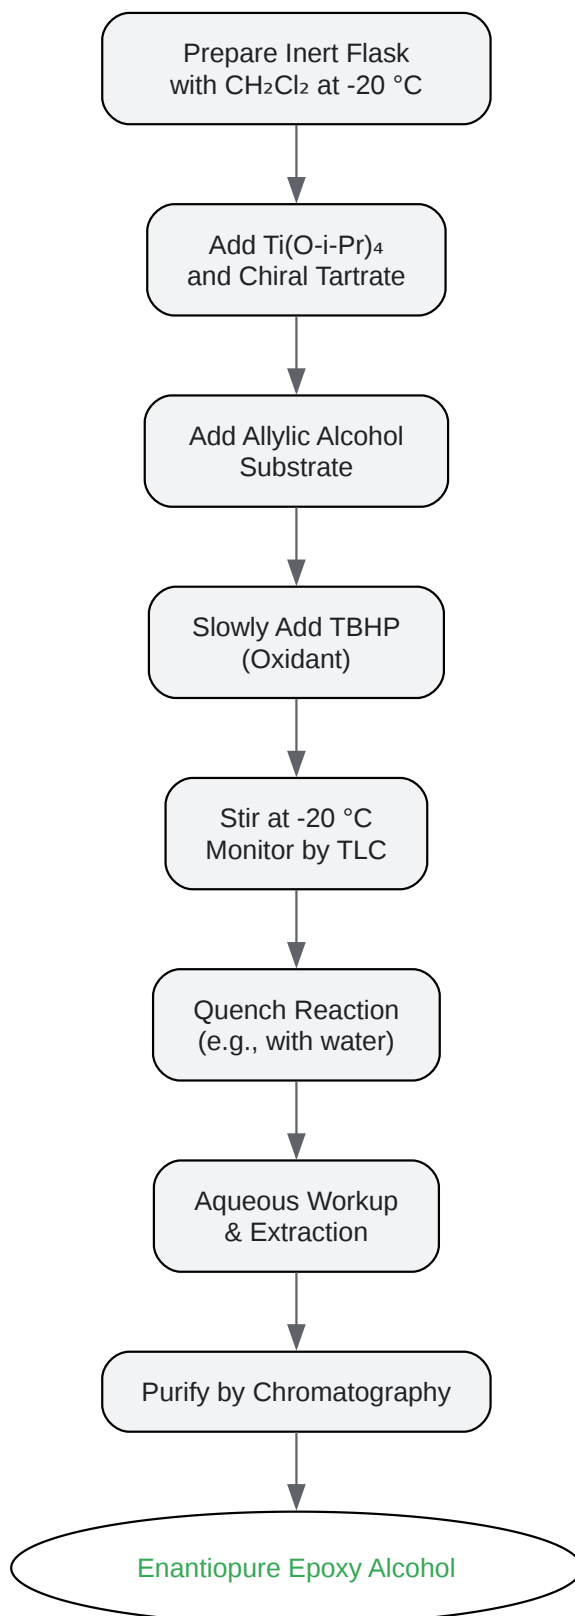 Prepare Inert Flask
with CH₂Cl₂ at -20 °C
Add Ti(O-i-Pr)₄
and Chiral Tartrate
Add Allylic Alcohol
Substrate
Slowly Add TBHP
(Oxidant)
Stir at -20 °C
Monitor by TLC
Quench Reaction
(e.g., with water)
Aqueous Workup
& Extraction
Purify by Chromatography
Enantiopure Epoxy Alcohol